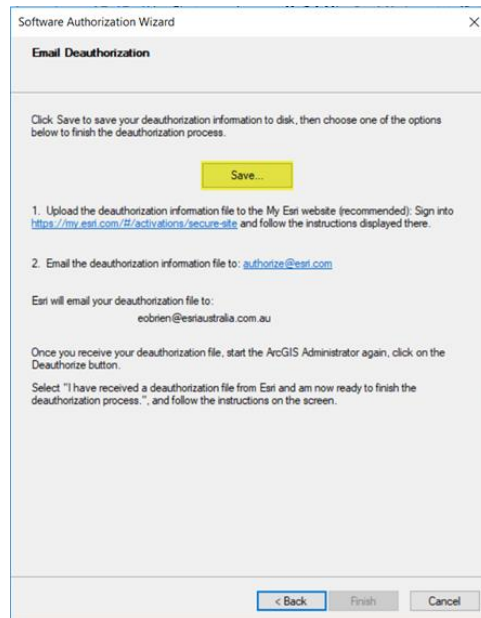 Software Authorization Wizard
Email Deauthorization
Click Save to save your deauthorization information to disk, then choose one of the options
below to finish the deauthorization process.
Save...
1. Upload the deauthorization information file to the My Esri website (recommended): Sign into
https://my.esri.com/#/activations/secure-site and follow the instructions displayed there.
2. Email the deauthorization information file to: authorize@esri.com
Esri will email your deauthorization file to:
eobrien@esriaustralia.com.au
Once you receive your deauthorization file, start the ArcGIS Administrator again, click on the
Deauthorize button.
Select "I have received a deauthorization file from Esri and am now ready to finish the
deauthorization process.", and follow the instructions on the screen.
< Back Finish Cancel